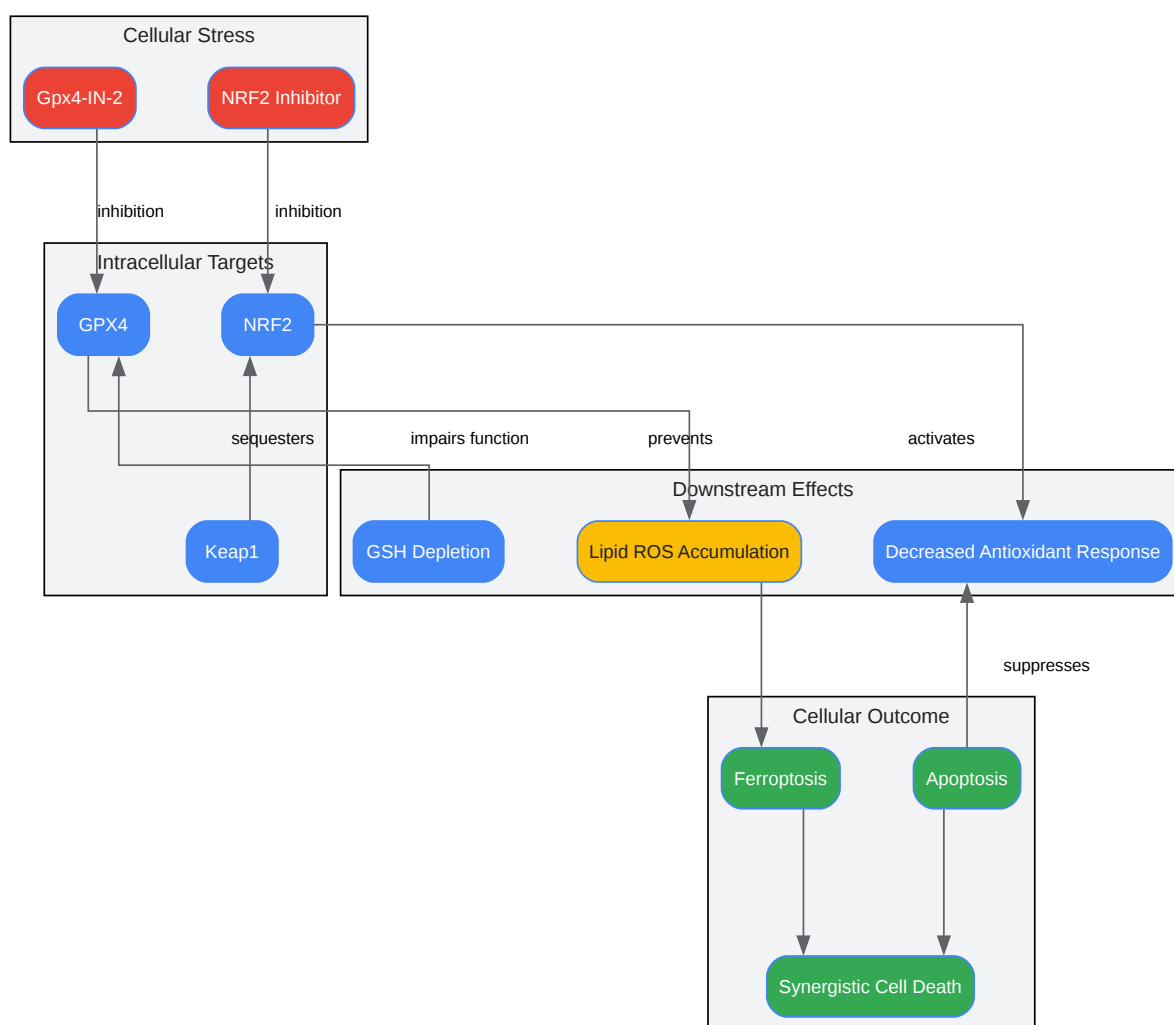 Cellular Stress
Gpx4-IN-2
NRF2 Inhibitor
inhibition
inhibition
Intracellular Targets
GPX4
NRF2
sequesters
impairs function
prevents
activates
Downstream Effects
Keap1
GSH Depletion
Lipid ROS Accumulation
Decreased Antioxidant Response
suppresses
Cellular Outcome
Ferroptosis
Apoptosis
Synergistic Cell Death